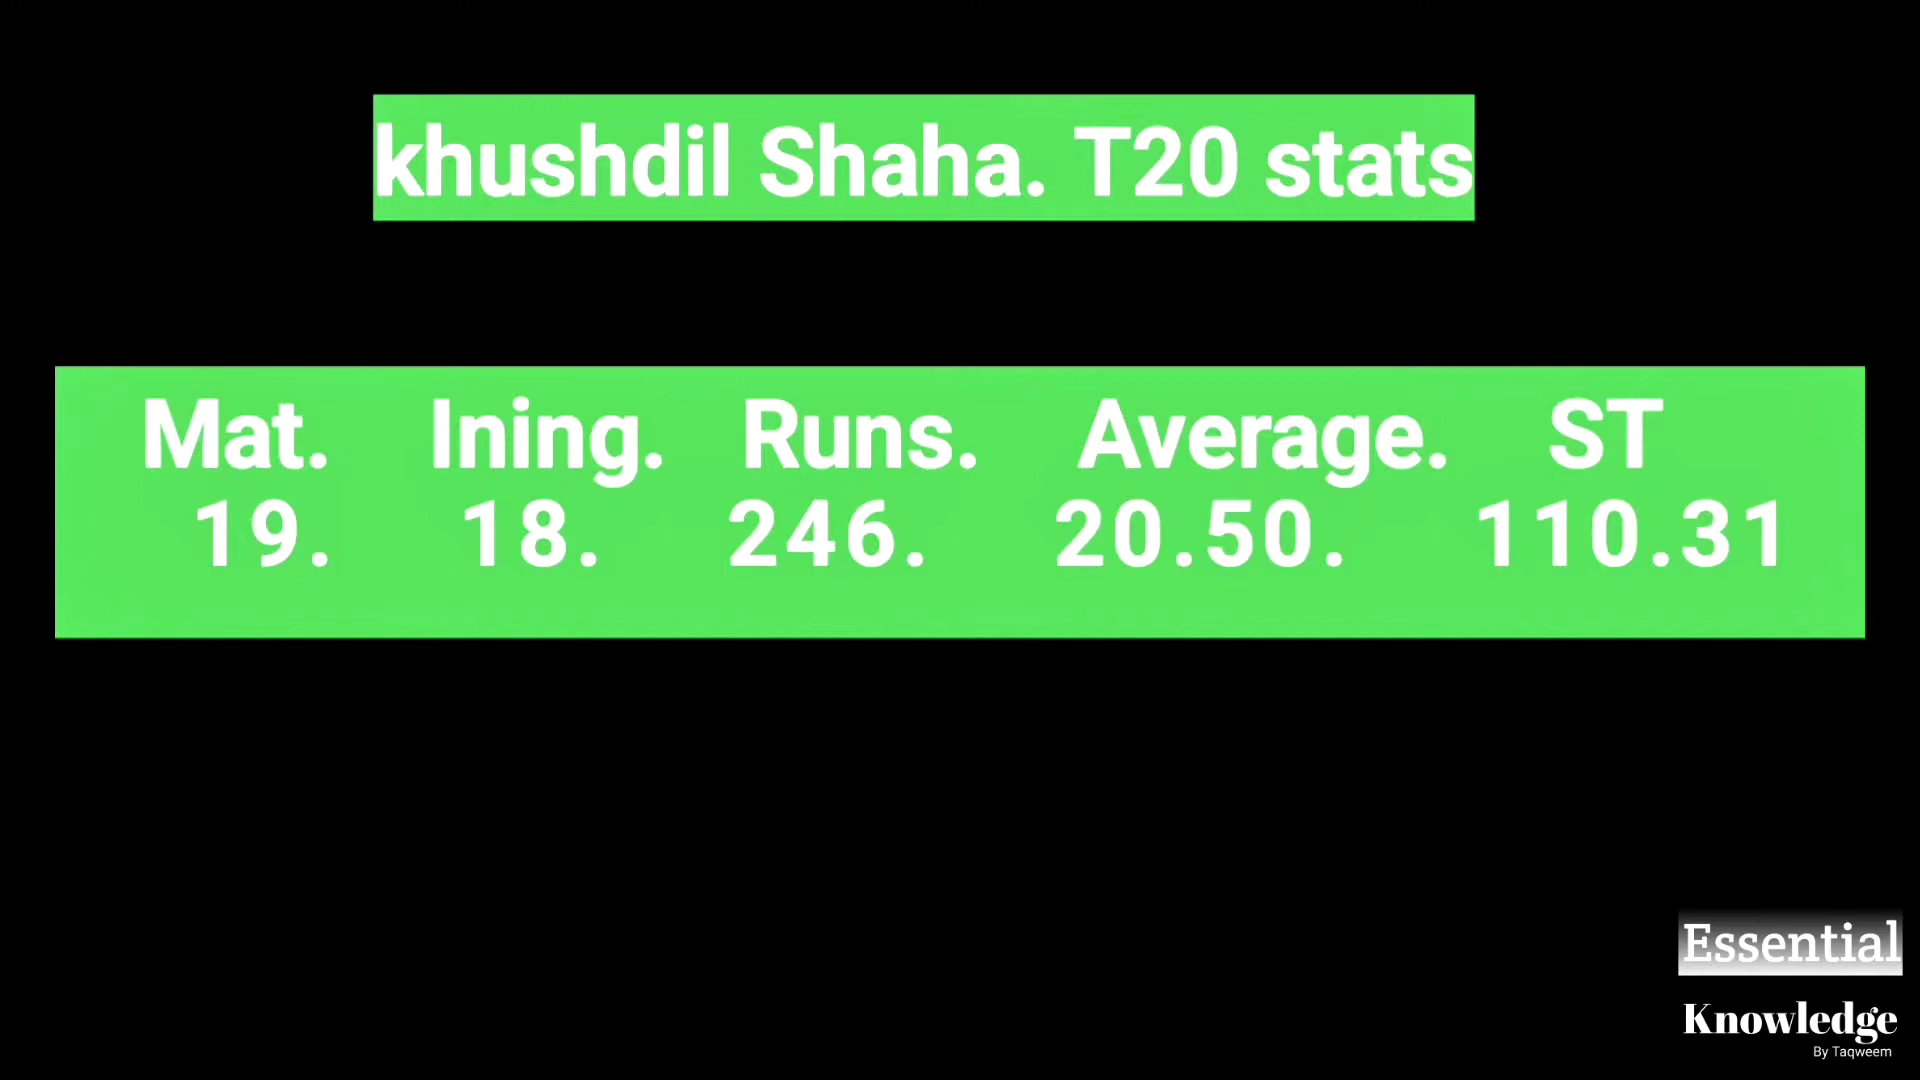 khushdil Shaha. T20 stats
Mat. Ining. Runs. Average. ST
19. 18. 246. 20.50. 110.31
Essential
Knowledge
By Taqweem